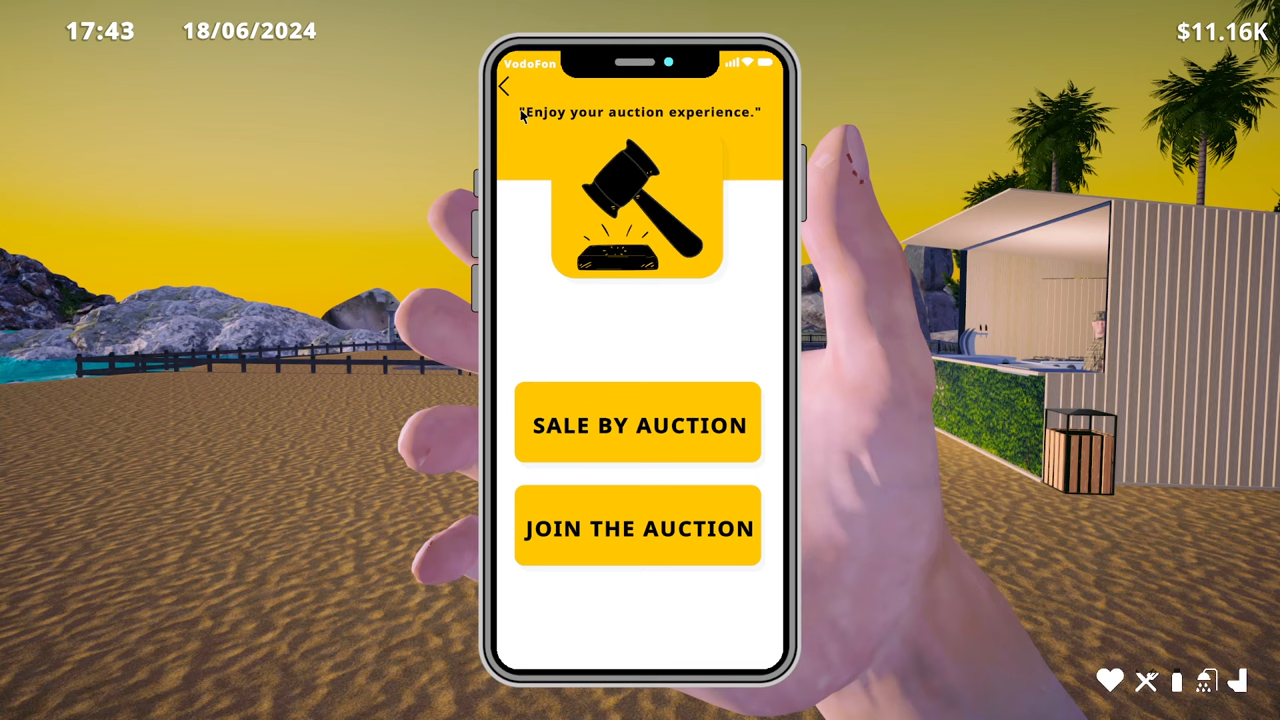 17:43 18/06/2024 $11.16K
VodoFon
"Enjoy your auction experience."
SALE BY AUCTION
JOIN THE AUCTION